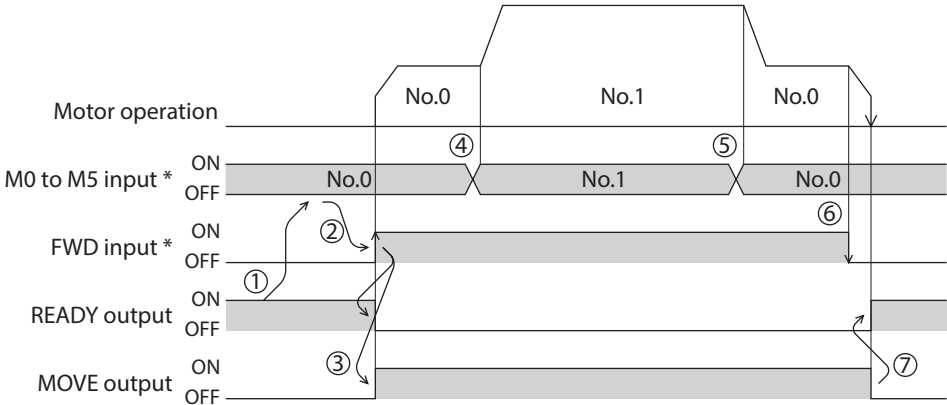 No.0 No.1 No.0
Motor operation
④ ⑤
M0 to M5 input * ON OFF No.0 No.1 No.0
② ⑥
FWD input * ON OFF
①
READY output ON OFF
③ ⑦
MOVE output ON OFF